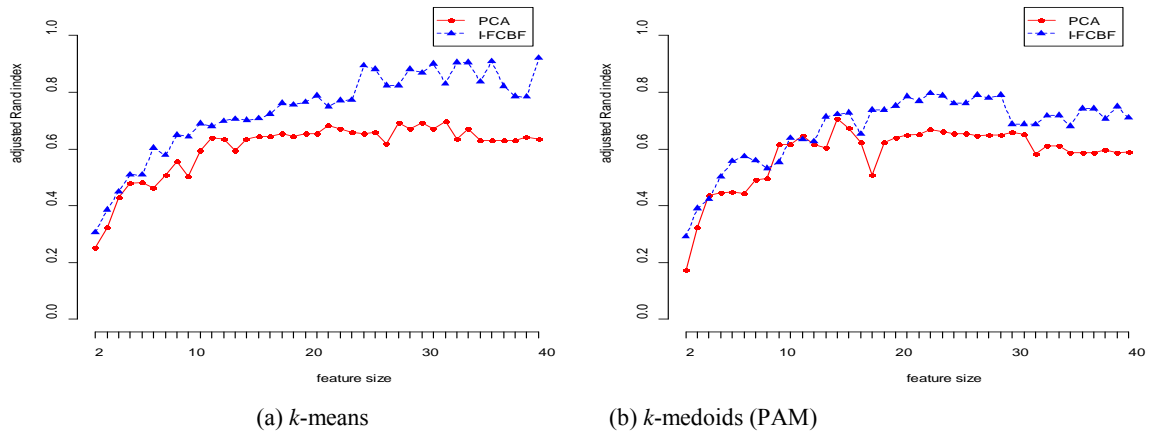 PCA
I-FCBF
adjusted Rand index
1.0
0.8
0.6
0.4
0.2
0.0
2 10 20 30 40
feature size
(a) k-means
PCA
I-FCBF
adjusted Rand index
1.0
0.8
0.6
0.4
0.2
0.0
2 10 20 30 40
feature size
(b) k-medoids (PAM)